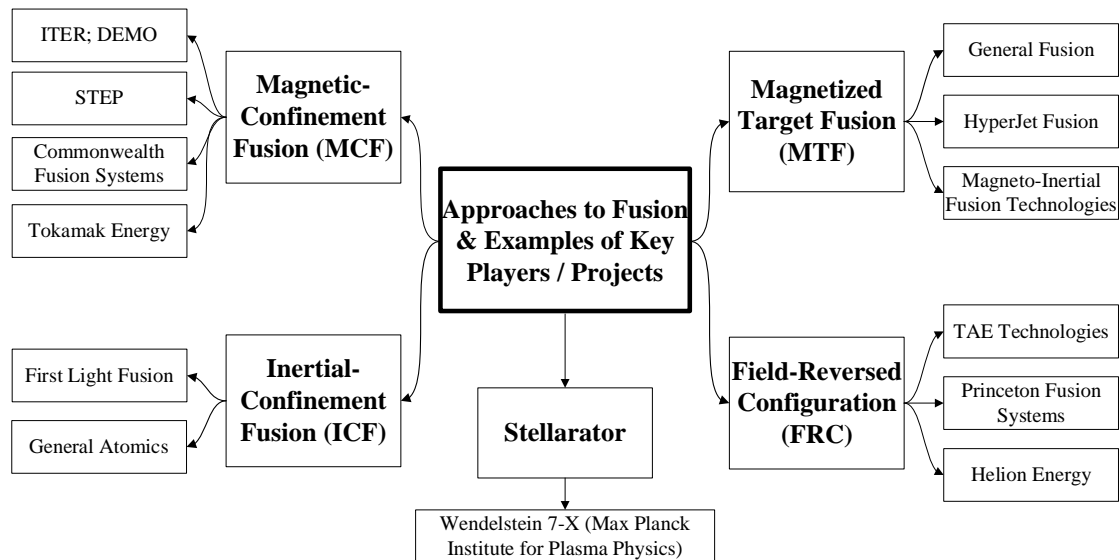 ITER; DEMO
STEP
Commonwealth
Fusion Systems
Tokamak Energy
Magnetic-
Confinement
Fusion (MCF)
Magnetized
Target Fusion
(MTF)
General Fusion
HyperJet Fusion
Magneto-Inertial
Fusion Technologies
Approaches to Fusion
& Examples of Key
Players / Projects
First Light Fusion
General Atomics
Inertial-
Confinement
Fusion (ICF)
Stellarator
Wendelstein 7-X (Max Planck
Institute for Plasma Physics)
Field-Reversed
Configuration
(FRC)
TAE Technologies
Princeton Fusion
Systems
Helion Energy